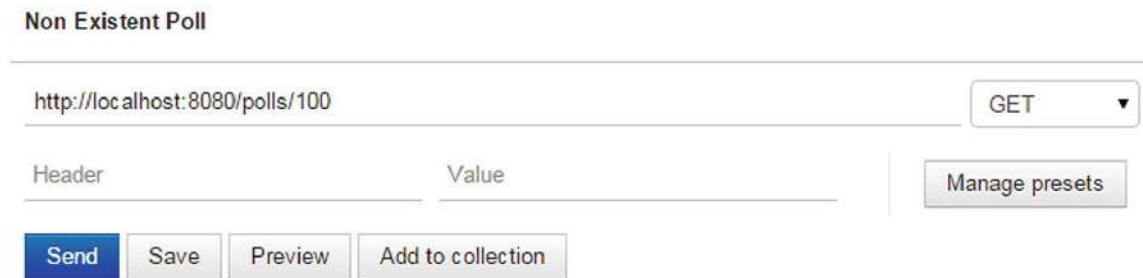 Non Existent Poll
http://localhost:8080/polls/100 GET
Header Value Manage presets
Send Save Preview Add to collection